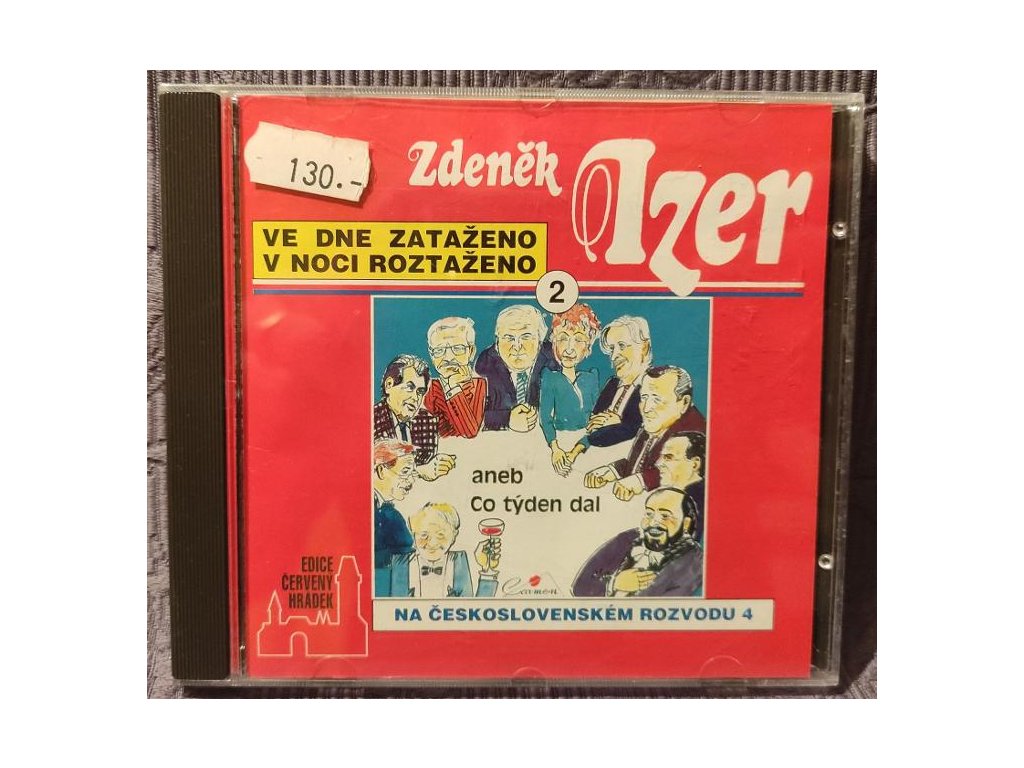 130.-
Zdeněk Izer
VE DNE ZATAŽENO
V NOCI ROZTAŽENO
2
aneb
Co týden dal
EDICE
ČERVENÝ
HRÁDEK
NA ČESKOSLOVENSKÉM ROZVODU 4